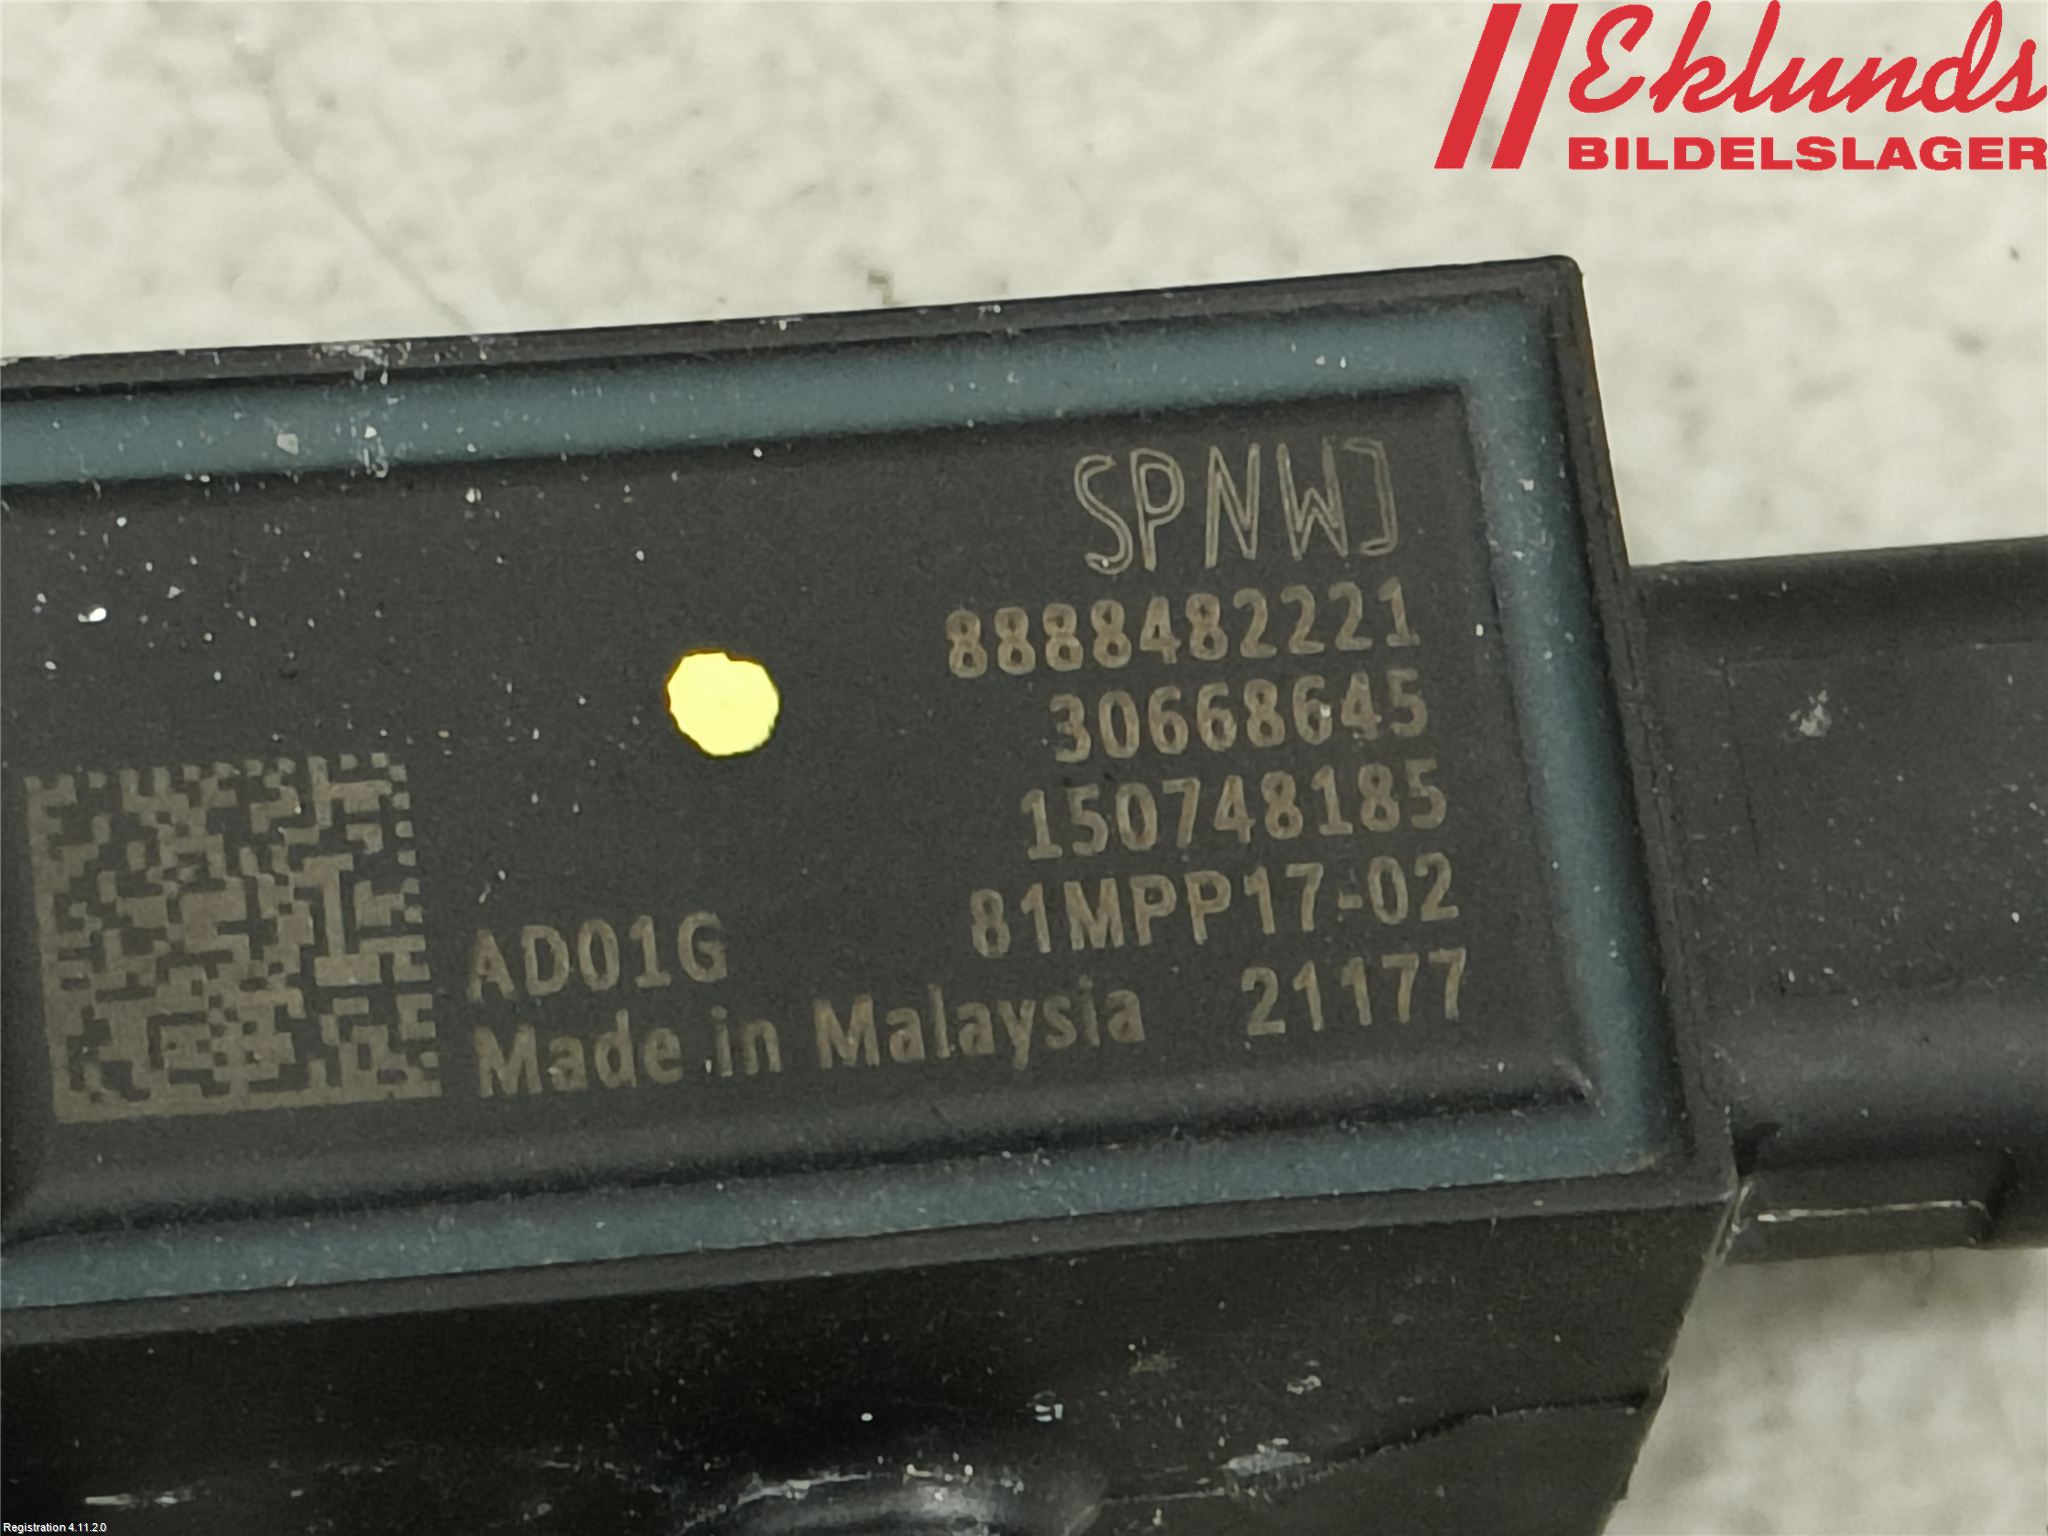 Eklunds
BILDELSLAGER
SPNWJ
8888482221
30668645
150748185
81MPP17-02
AD01G
Made in Malaysia 21177
Registration 4.11.2.0